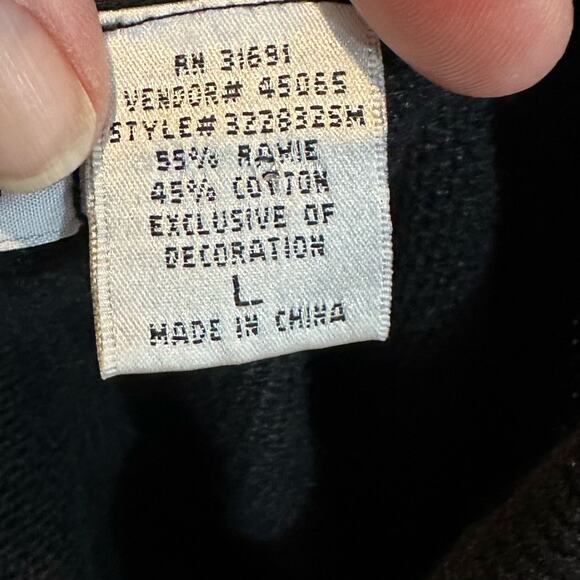 RN 31691
VENDOR# 45065
STYLE# 3228325M
55% RAMIE
45% COTTON
EXCLUSIVE OF
DECORATION
L
MADE IN CHINA